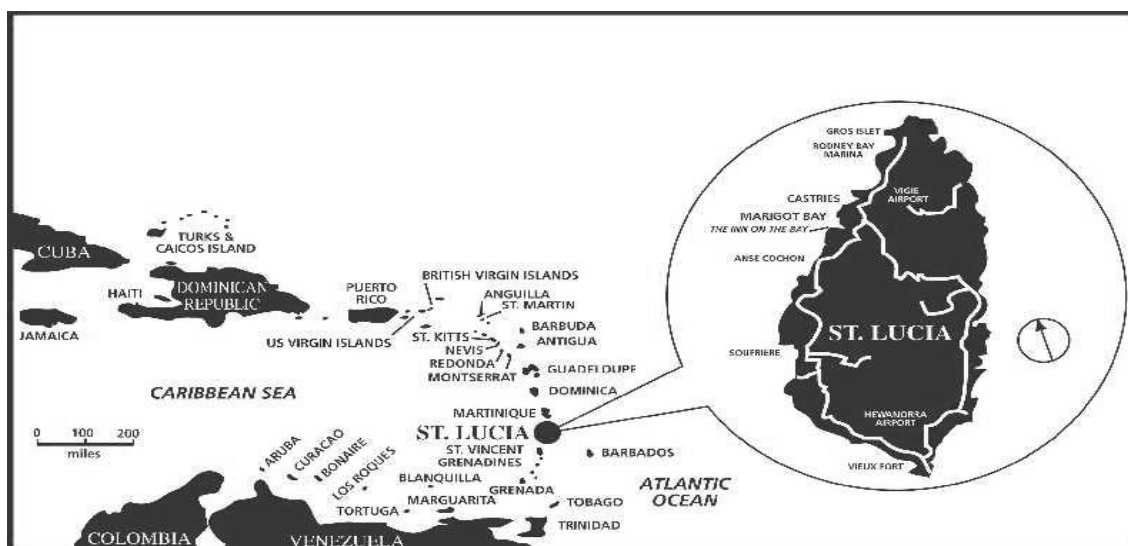 GROS ISLET
RODNEY BAY
MARINA
CASTRIES
VIGIE
AIRPORT
MARIGOT BAY
THE INN ON THE BAY
ANSE COCHON
ST. LUCIA
SOUFRIERE
HEWANORRA
AIRPORT
VIEUX FORT
CUBA
TURKS &
CAICOS ISLAND
HAITI
DOMINICAN
REPUBLIC
JAMAICA
PUERTO
RICO
BRITISH VIRGIN ISLANDS
US VIRGIN ISLANDS
ANGUILLA
ST. MARTIN
ST. KITTS
NEVIS
REDONDA
MONTSERRAT
BARBUDA
ANTIGUA
GUADELOUPE
DOMINICA
CARIBBEAN SEA
MARTINIQUE
ST. LUCIA
ST. VINCENT
GRENADINES
BARBADOS
0 100 200
miles
ARUBA
CURACAO
BONAIRE
LOS ROQUES
BLANQUILLA
GRENADA
ATLANTIC
OCEAN
TORTUGA
MARGUARITA
TOBAGO
TRINIDAD
COLOMBIA
VENEZUELA